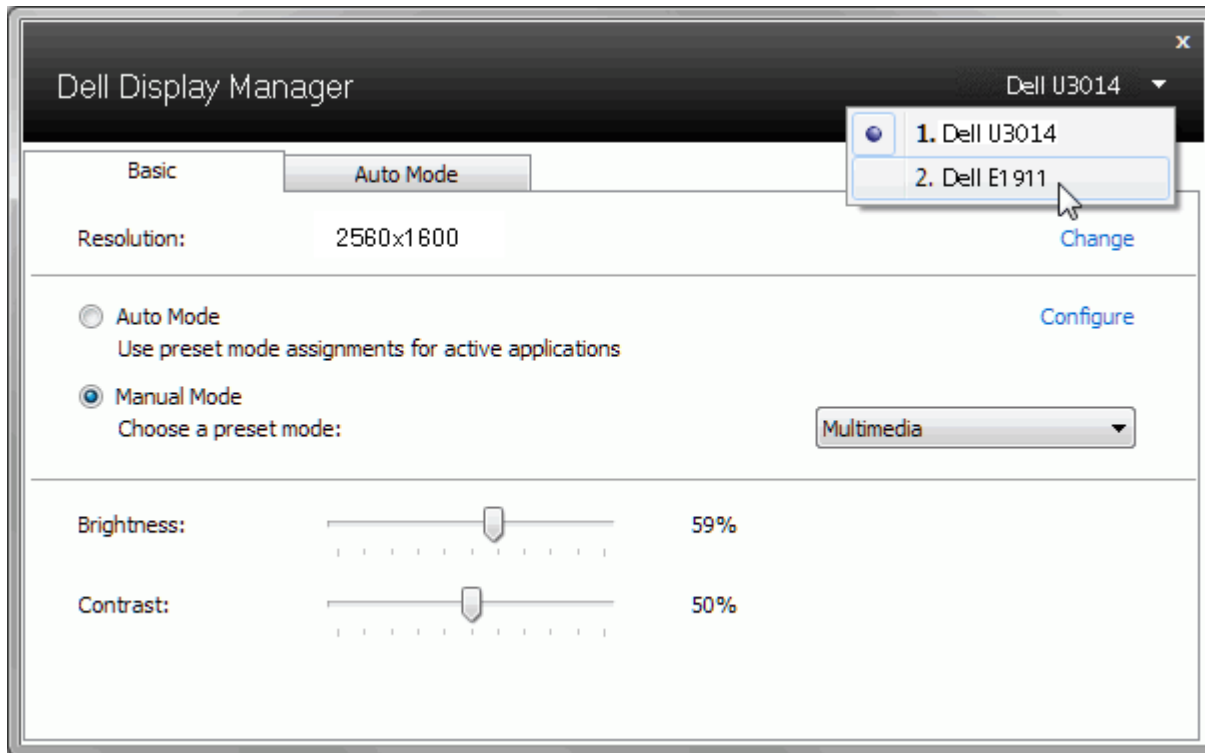 x
Dell Display Manager
Dell U3014
1. Dell U3014
2. Dell E1911
Basic
Auto Mode
Resolution:
2560x1600
Change
Auto Mode
Configure
Use preset mode assignments for active applications
Manual Mode
Choose a preset mode:
Multimedia
Brightness:
59%
Contrast:
50%